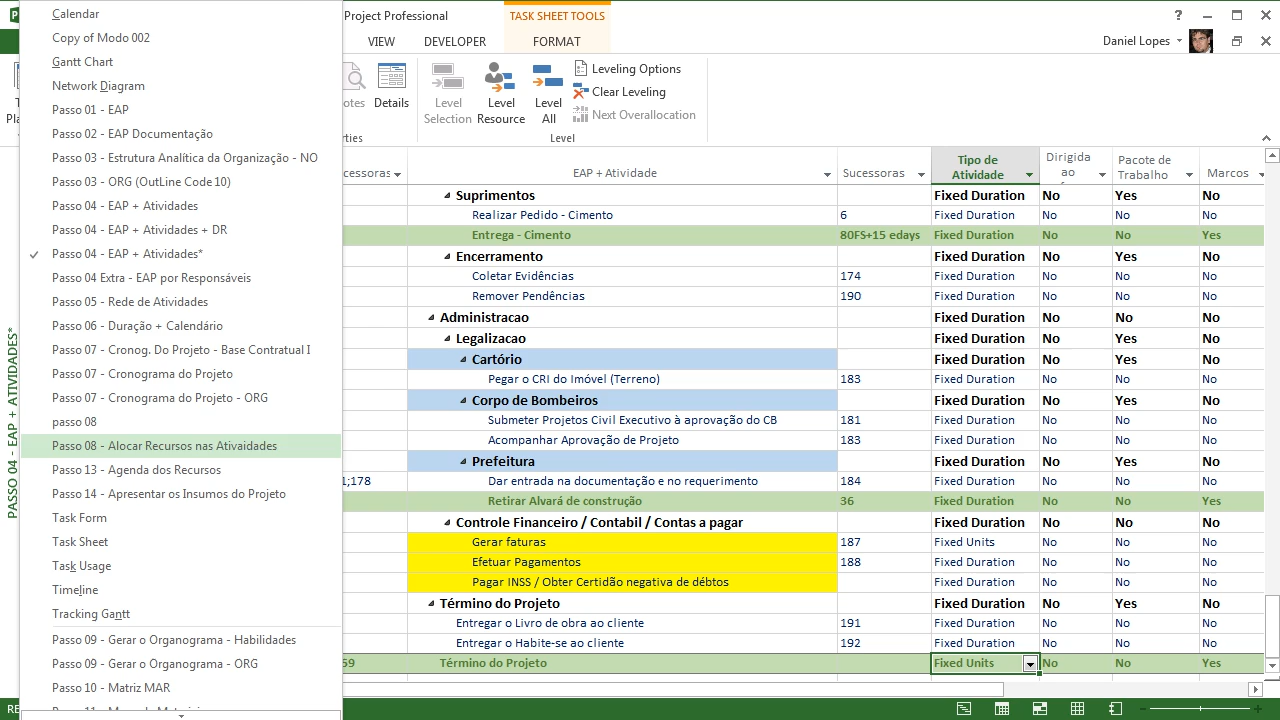 Project Professional
TASK SHEET TOOLS
VIEW
DEVELOPER
FORMAT
Daniel Lopes
Details
Level Selection
Level Resource
Level All
Leveling Options
Clear Leveling
Next Overallocation
Level
Calendar
Copy of Modo 002
Gantt Chart
Network Diagram
Passo 01 - EAP
Passo 02 - EAP Documentação
Passo 03 - Estrutura Analítica da Organização - NO
Passo 03 - ORG (OutLine Code 10)
Passo 04 - EAP + Atividades
Passo 04 - EAP + Atividades + DR
Passo 04 - EAP + Atividades*
Passo 04 Extra - EAP por Responsáveis
Passo 05 - Rede de Atividades
Passo 06 - Duração + Calendário
Passo 07 - Cronog. Do Projeto - Base Contratual I
Passo 07 - Cronograma do Projeto
Passo 07 - Cronograma do Projeto - ORG
passo 08
Passo 08 - Alocar Recursos nas Ativaidades
Passo 13 - Agenda dos Recursos
Passo 14 - Apresentar os Insumos do Projeto
Task Form
Task Sheet
Task Usage
Timeline
Tracking Gantt
Passo 09 - Gerar o Organograma - Habilidades
Passo 09 - Gerar o Organograma - ORG
Passo 10 - Matriz MAR
PASSO 04 - EAP + ATIVIDADES*
cessoras EAP + Atividade Sucessoras Tipo de Atividade Dirigida ao Pacote de Trabalho Marcos
Suprimentos Fixed Duration No Yes No
Realizar Pedido - Cimento 6 Fixed Duration No No No
Entrega - Cimento 80FS+15 edays Fixed Duration No No Yes
Encerramento Fixed Duration No Yes No
Coletar Evidências 174 Fixed Duration No No No
Remover Pendências 190 Fixed Duration No No No
Administracao Fixed Duration No No No
Legalizacao Fixed Duration No Yes No
Cartório Fixed Duration No Yes No
Pegar o CRI do Imóvel (Terreno) 183 Fixed Duration No No No
Corpo de Bombeiros Fixed Duration No Yes No
Submeter Projetos Civil Executivo à aprovação do CB 181 Fixed Duration No No No
Acompanhar Aprovação de Projeto 183 Fixed Duration No No No
Prefeitura Fixed Duration No Yes No
1;178 Dar entrada na documentação e no requerimento 184 Fixed Duration No No No
Retirar Alvará de construção 36 Fixed Duration No No Yes
Controle Financeiro / Contabil / Contas a pagar Fixed Duration No No No
Gerar faturas 187 Fixed Units No No No
Efetuar Pagamentos 188 Fixed Duration No No No
Pagar INSS / Obter Certidão negativa de débtos Fixed Duration No No No
Término do Projeto Fixed Duration No Yes No
Entregar o Livro de obra ao cliente 191 Fixed Duration No No No
Entregar o Habite-se ao cliente 192 Fixed Duration No No No
59 Término do Projeto Fixed Units No No Yes